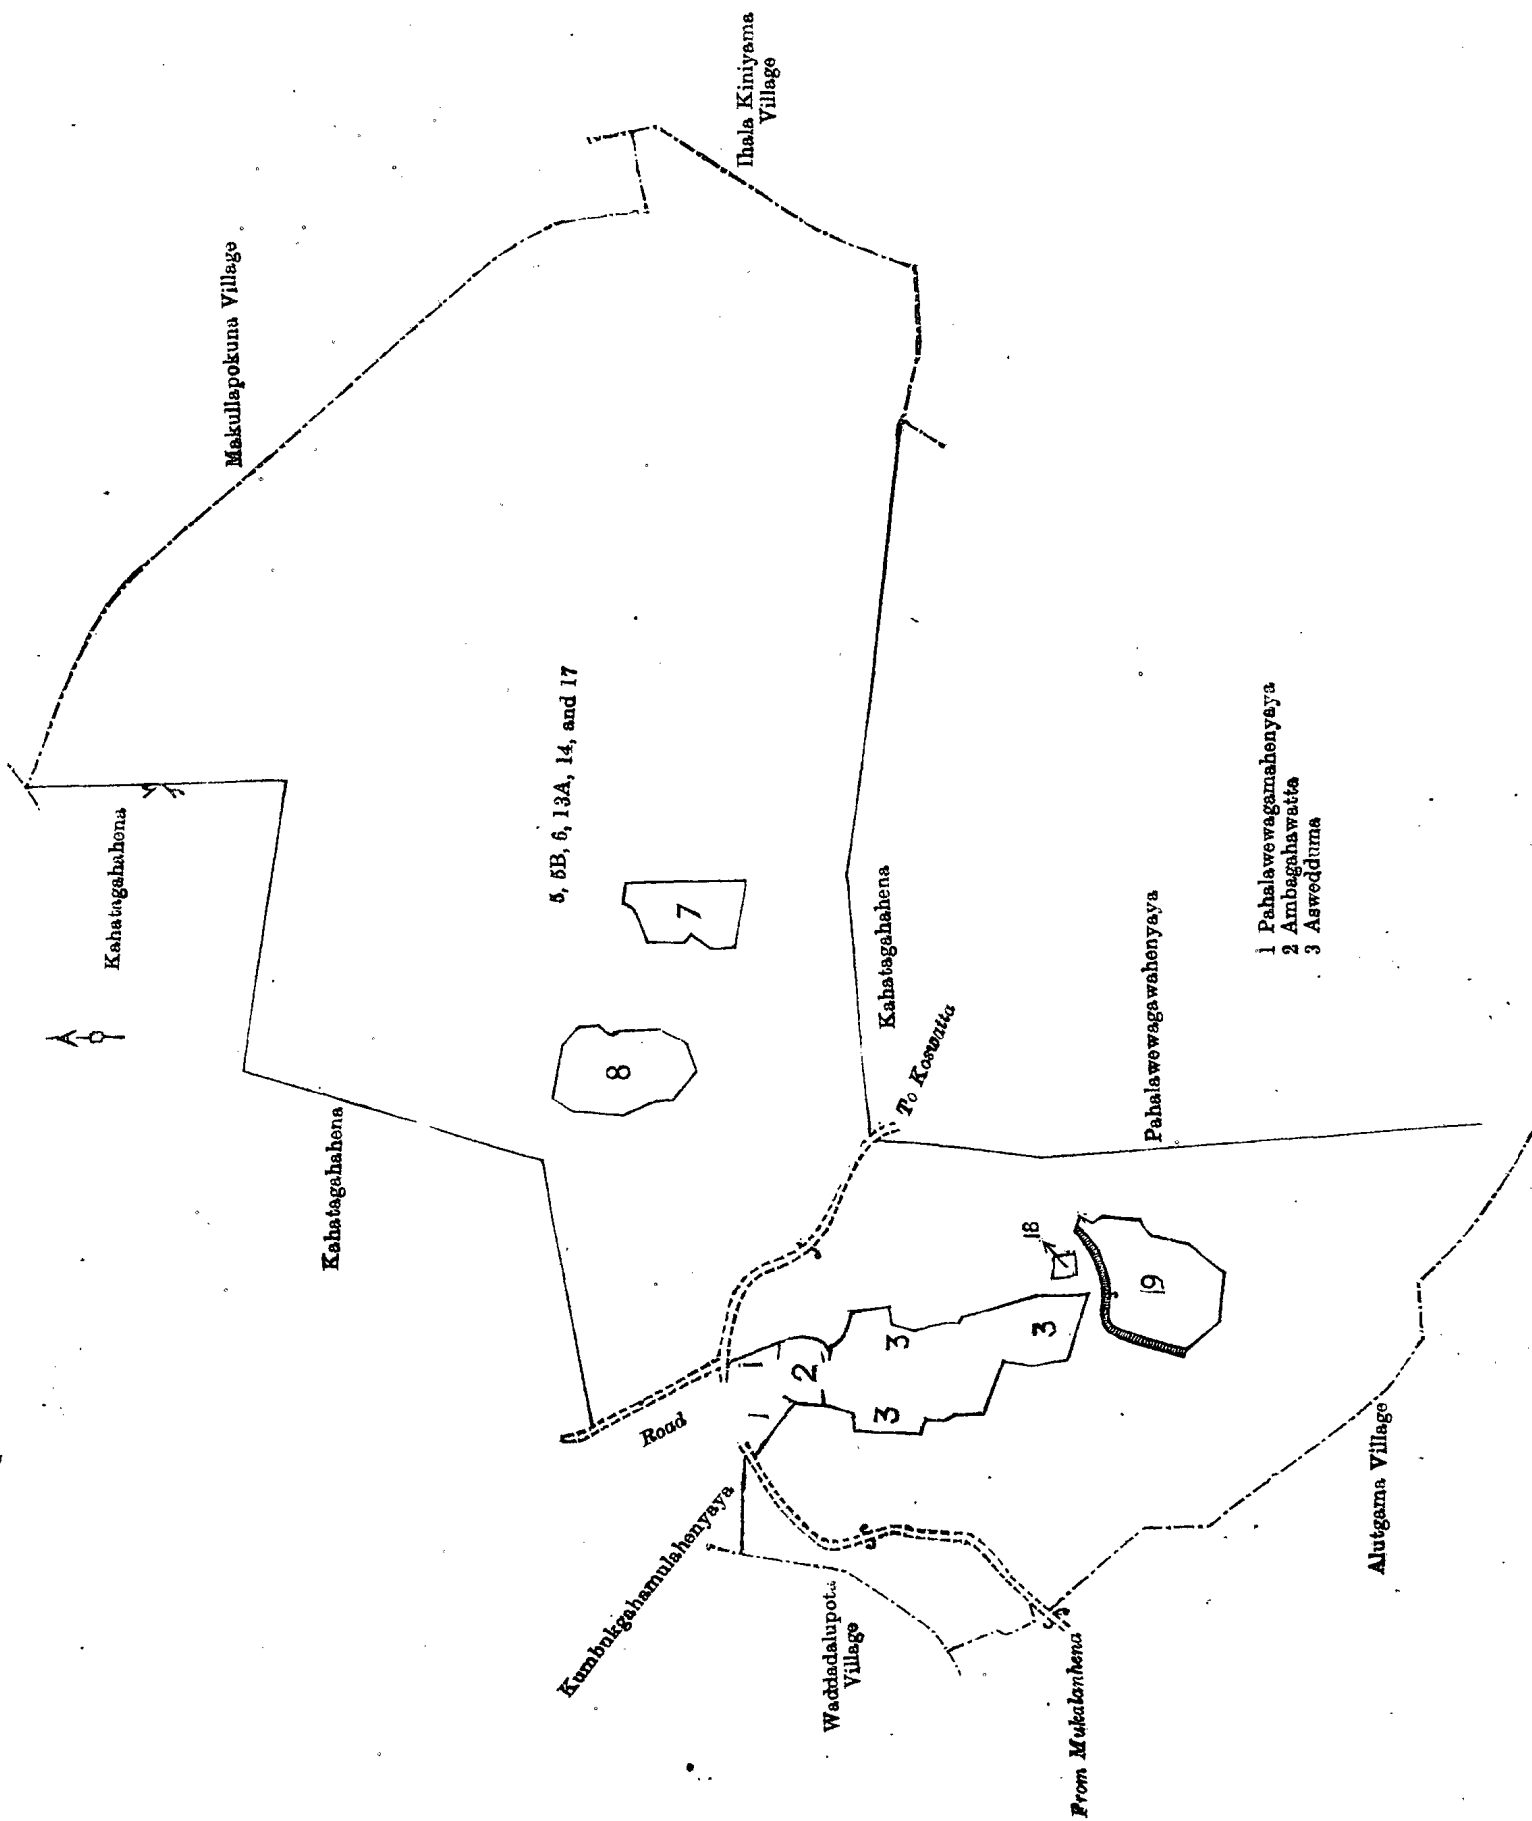 Makullapokuna Village
Ihala Kiniyama
Village
Kahatagahahena
Kahatagahahena
5, 5B, 6, 13A, 14, and 17
7
8
Kahatagahahena
To Koswatta
Road
Kumbukgahamulahenyaya
1
1
2
3
3
3
18
19
Pahalawewagawahenyaya
Waddadalupota
Village
From Mukalanhena
Alutgama Village
1 Pahalawewagamahenyaya
2 Ambagahawatta
3 Aswedduma